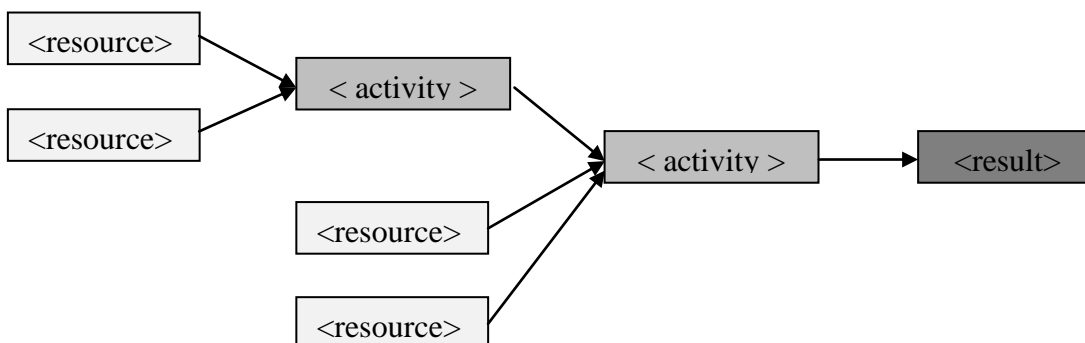 <resource>
< activity >
<resource>
< activity >
<result>
<resource>
<resource>